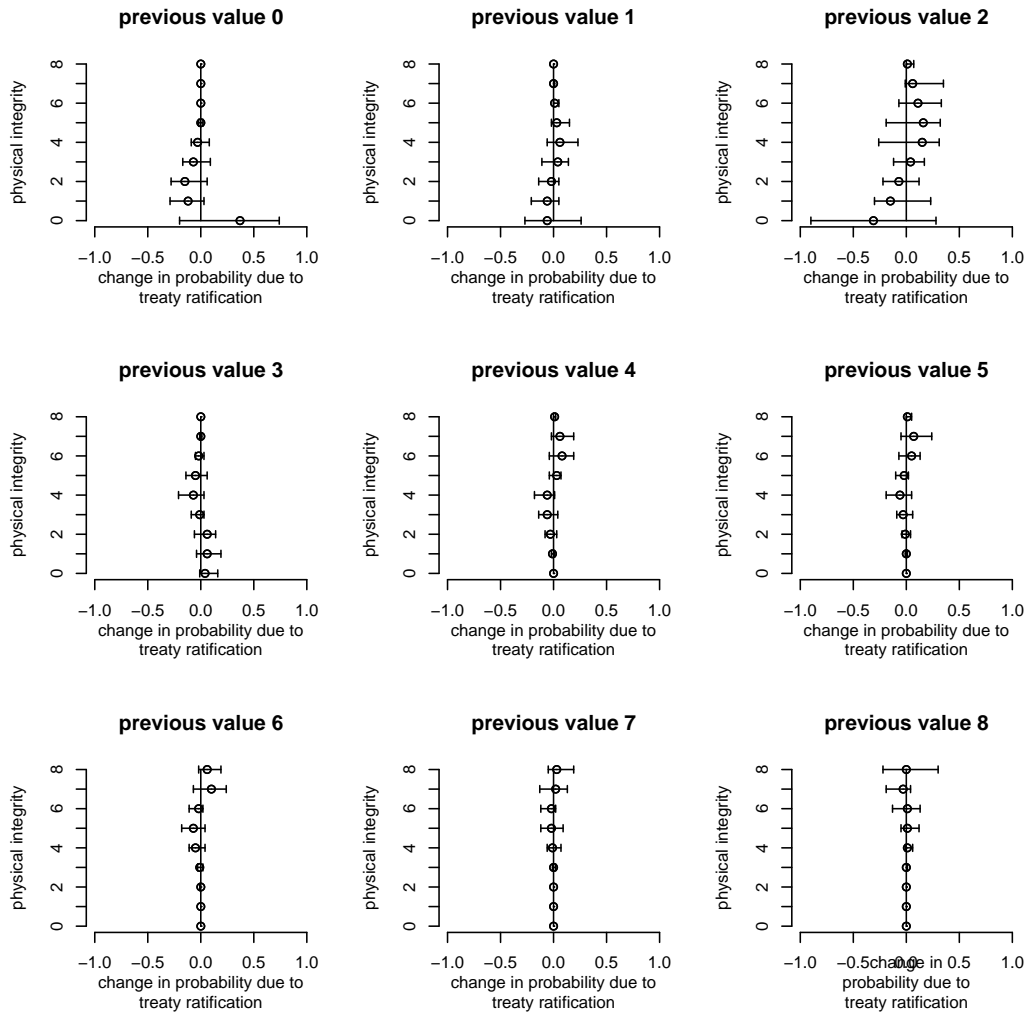 previous value 0
physical integrity
0 2 4 6 8
−1.0 −0.5 0.0 0.5 1.0
change in probability due to
treaty ratification
previous value 1
physical integrity
0 2 4 6 8
−1.0 −0.5 0.0 0.5 1.0
change in probability due to
treaty ratification
previous value 2
physical integrity
0 2 4 6 8
−1.0 −0.5 0.0 0.5 1.0
change in probability due to
treaty ratification
previous value 3
physical integrity
0 2 4 6 8
−1.0 −0.5 0.0 0.5 1.0
change in probability due to
treaty ratification
previous value 4
physical integrity
0 2 4 6 8
−1.0 −0.5 0.0 0.5 1.0
change in probability due to
treaty ratification
previous value 5
physical integrity
0 2 4 6 8
−1.0 −0.5 0.0 0.5 1.0
change in probability due to
treaty ratification
previous value 6
physical integrity
0 2 4 6 8
−1.0 −0.5 0.0 0.5 1.0
change in probability due to
treaty ratification
previous value 7
physical integrity
0 2 4 6 8
−1.0 −0.5 0.0 0.5 1.0
change in probability due to
treaty ratification
previous value 8
physical integrity
0 2 4 6 8
−1.0 −0.5 0.0 0.5 1.0
change in
probability due to
treaty ratification